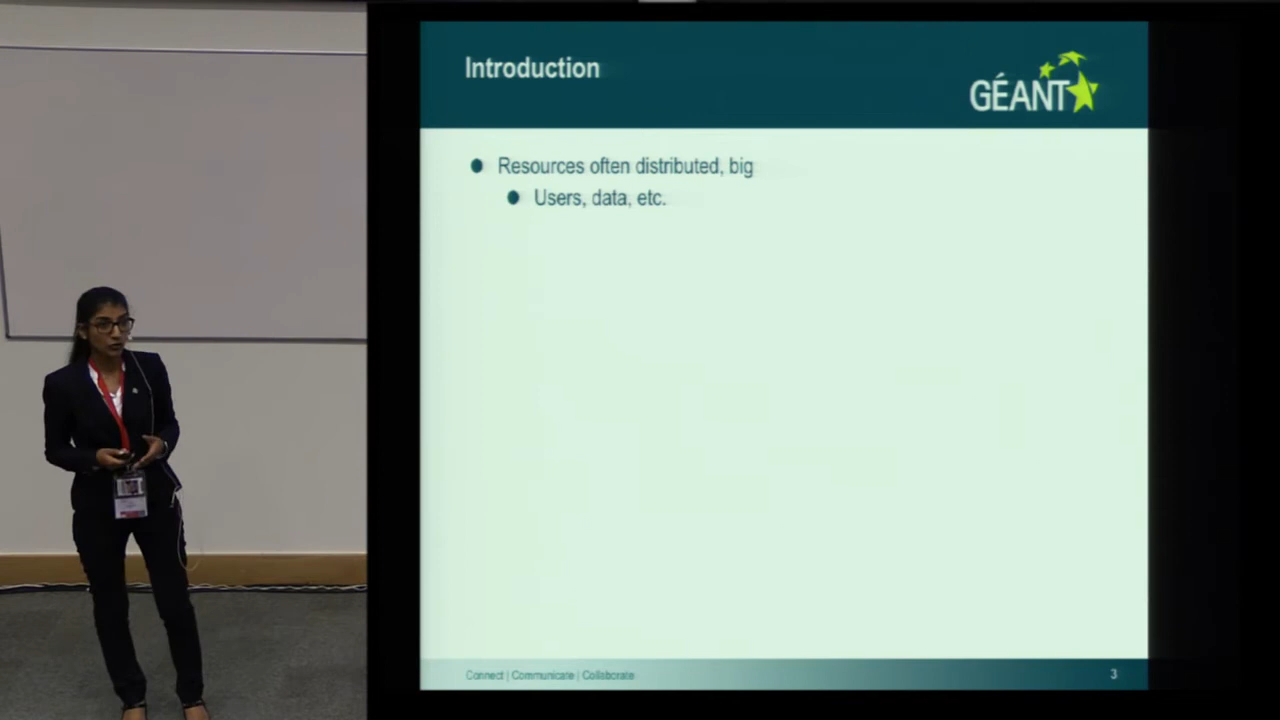 Introduction
GÉANT
Resources often distributed, big
Users, data, etc.
Connect | Communicate | Collaborate
3